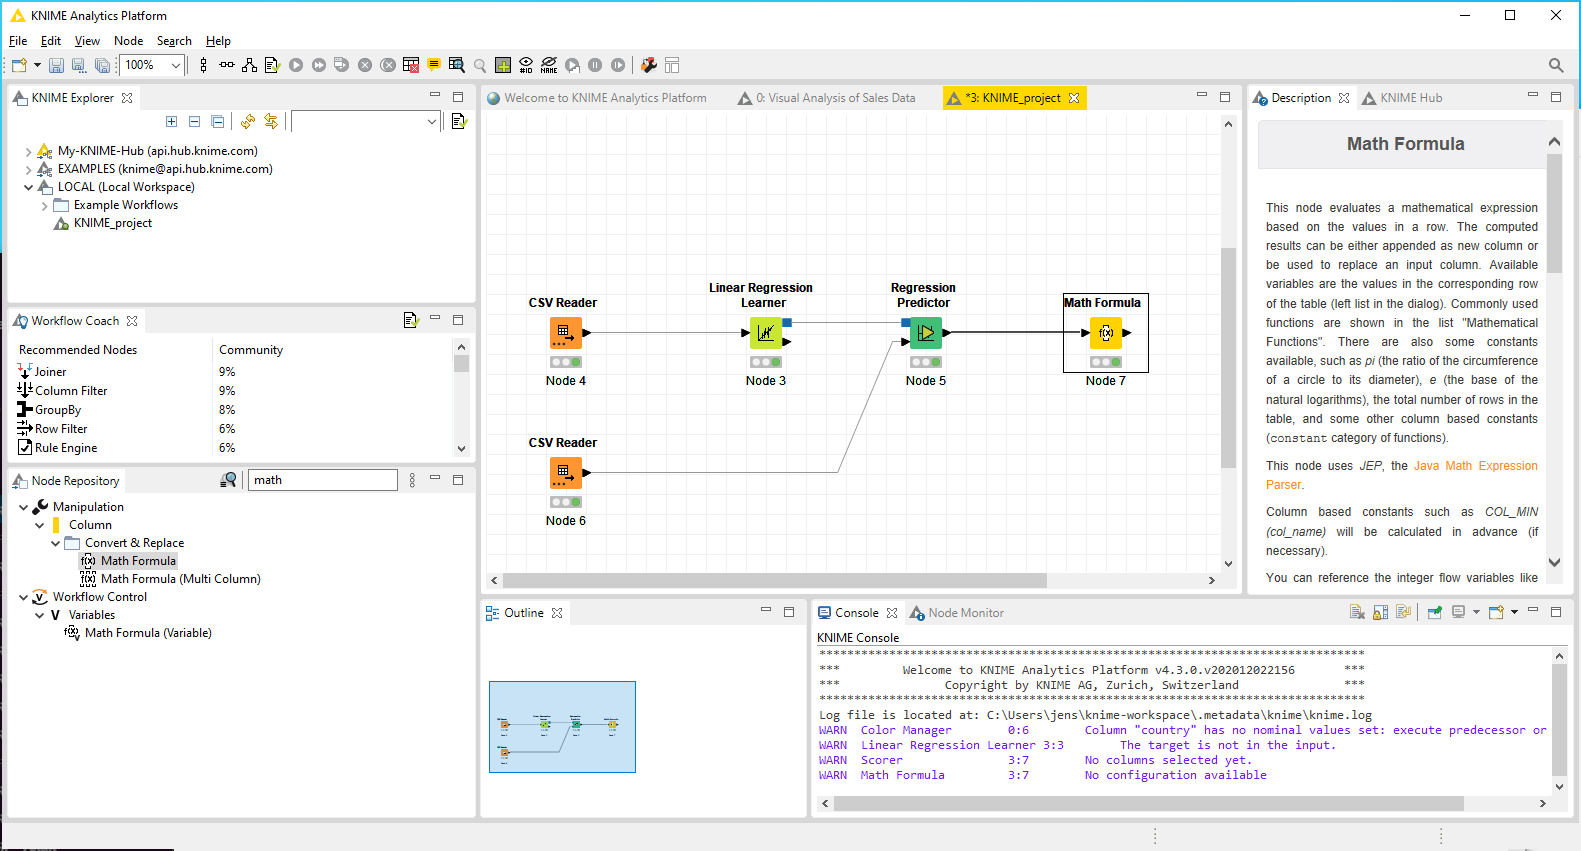 KNIME Analytics Platform
File Edit View Node Search Help
100%
#ID
NAME
KNIME Explorer
My-KNIME-Hub (api.hub.knime.com)
EXAMPLES (knime@api.hub.knime.com)
LOCAL (Local Workspace)
Example Workflows
KNIME_project
Workflow Coach
Recommended Nodes Community
Joiner 9%
Column Filter 9%
GroupBy 8%
Row Filter 6%
Rule Engine 6%
Node Repository
math
Manipulation
Column
Convert & Replace
Math Formula
Math Formula (Multi Column)
Workflow Control
Variables
Math Formula (Variable)
Welcome to KNIME Analytics Platform
0: Visual Analysis of Sales Data
*3: KNIME_project
CSV Reader
Node 4
Linear Regression
Learner
Node 3
Regression
Predictor
Node 5
Math Formula
f(x)
Node 7
CSV Reader
Node 6
Outline
Description
KNIME Hub
Math Formula
This node evaluates a mathematical expression
based on the values in a row. The computed
results can be either appended as new column or
be used to replace an input column. Available
variables are the values in the corresponding row
of the table (left list in the dialog). Commonly used
functions are shown in the list "Mathematical
Functions". There are also some constants
available, such as pi (the ratio of the circumference
of a circle to its diameter), e (the base of the
natural logarithms), the total number of rows in the
table, and some other column based constants
(constant category of functions).
This node uses JEP, the Java Math Expression
Parser.
Column based constants such as COL_MIN
(col_name) will be calculated in advance (if
necessary).
You can reference the integer flow variables like
Console
Node Monitor
KNIME Console
******************************************************************************
*** Welcome to KNIME Analytics Platform v4.3.0.v202012022156 ***
*** Copyright by KNIME AG, Zurich, Switzerland ***
******************************************************************************
Log file is located at: C:\Users\jens\knime-workspace\.metadata\knime\knime.log
WARN Color Manager 0:6 Column "country" has no nominal values set: execute predecessor or
WARN Linear Regression Learner 3:3 The target is not in the input.
WARN Scorer 3:7 No columns selected yet.
WARN Math Formula 3:7 No configuration available